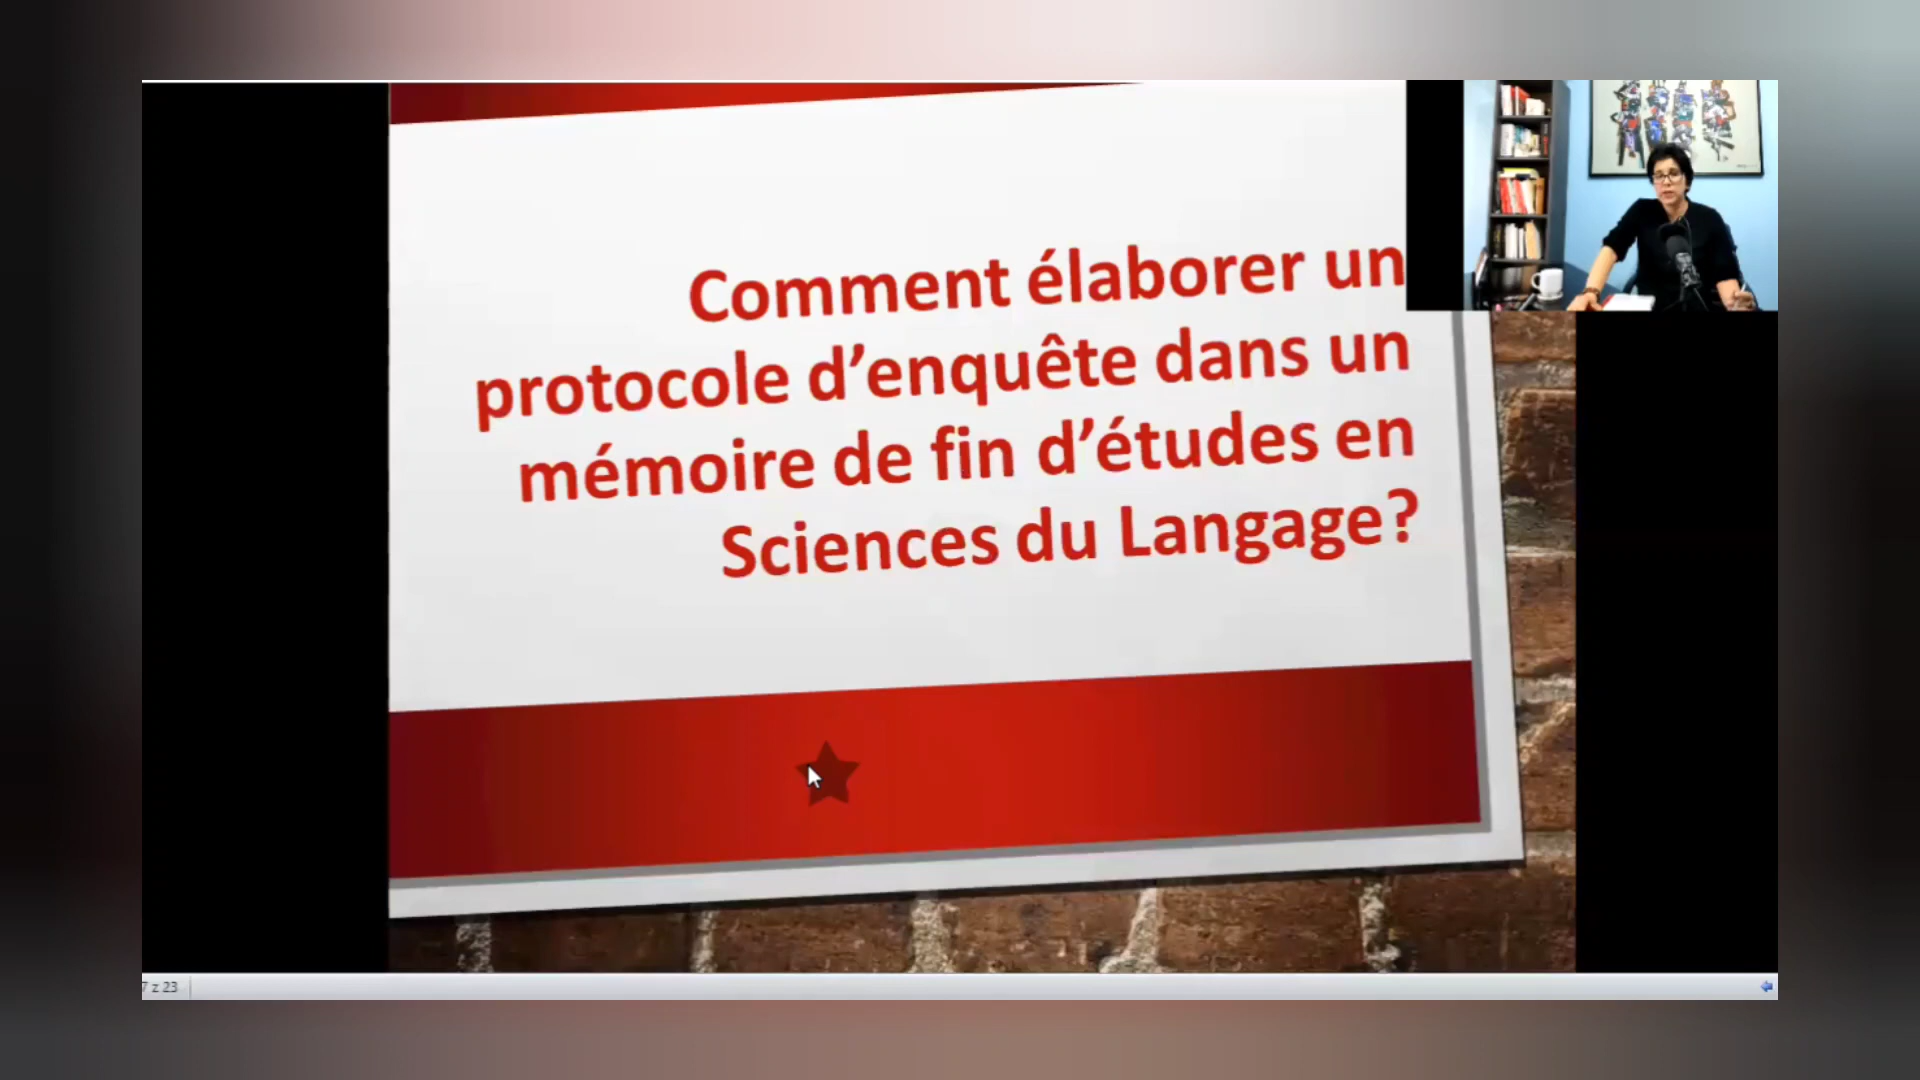 Comment élaborer un
protocole d’enquête dans un
mémoire de fin d’études en
Sciences du Langage?
7 z 23